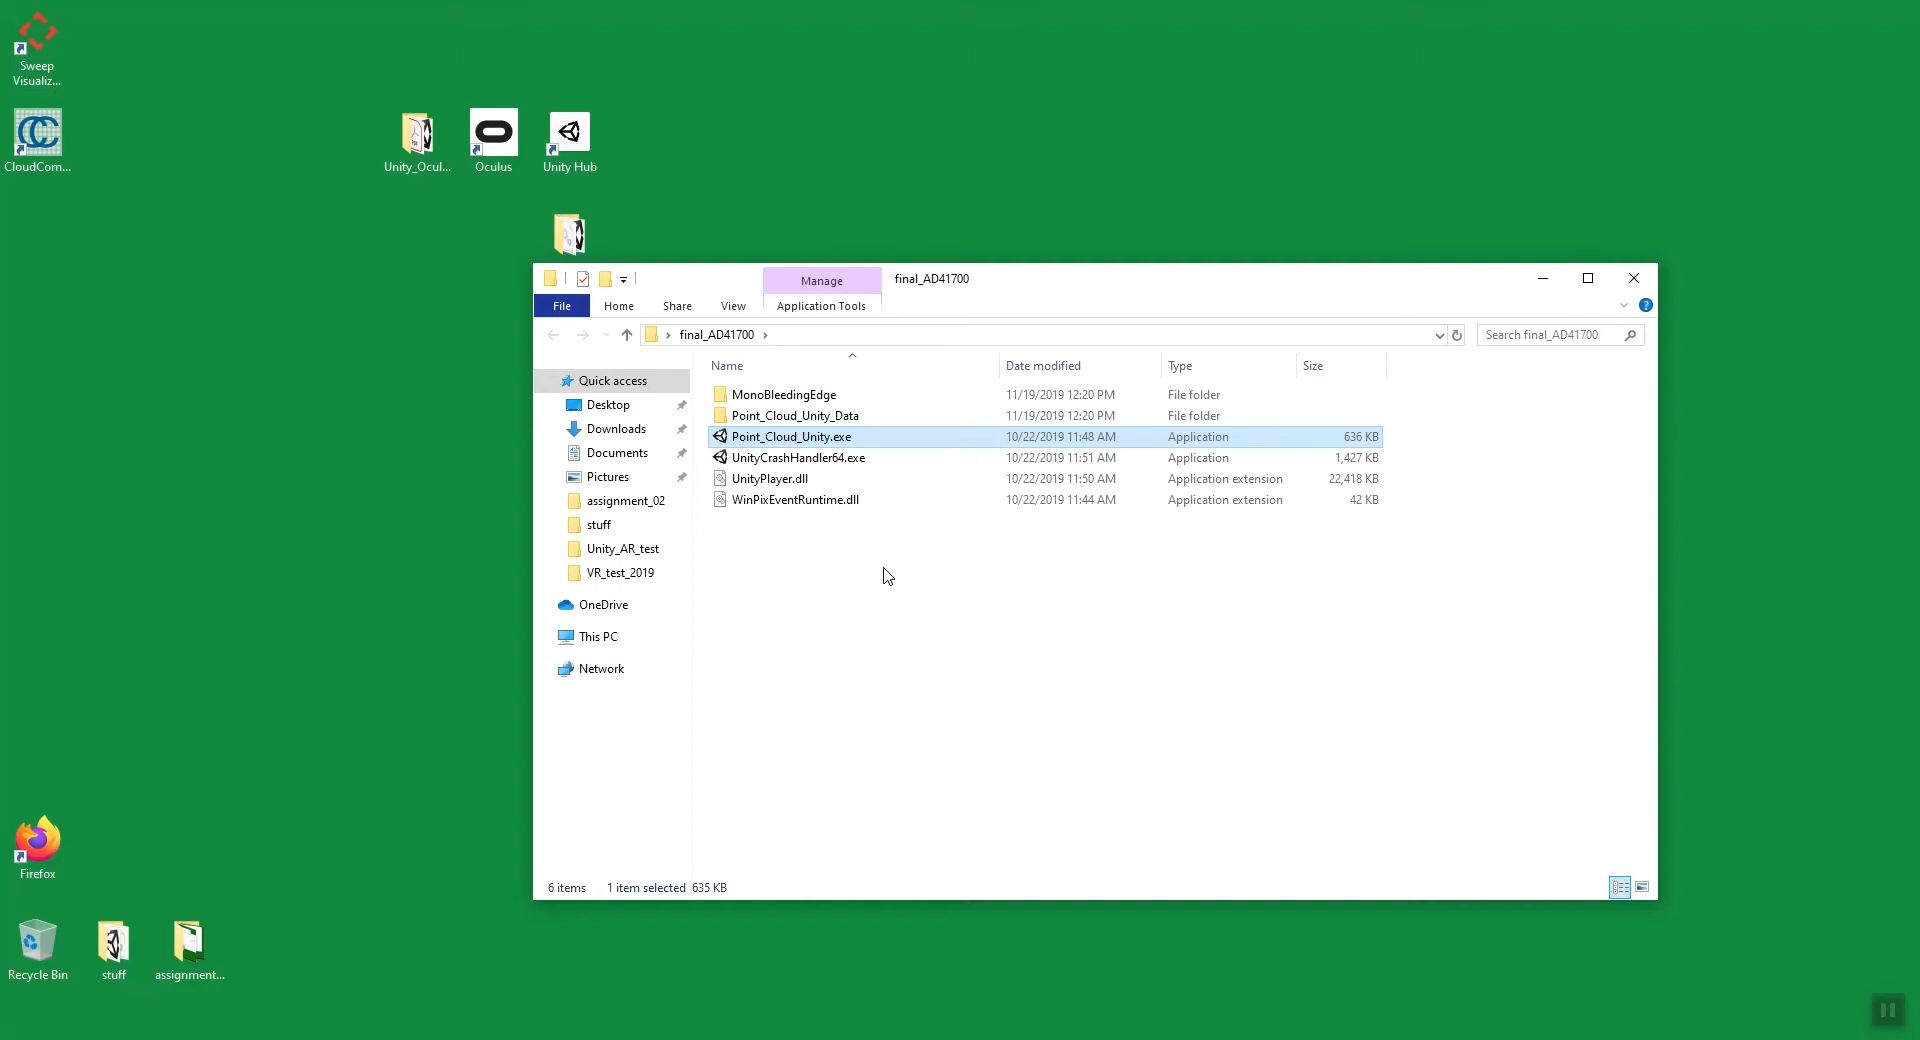 Sweep
Visualiz...
CloudCom...
Unity_Ocul...
Oculus
Unity Hub
Manage
final_AD41700
File
Home
Share
View
Application Tools
final_AD41700
Search final_AD41700
Name
Date modified
Type
Size
Quick access
Desktop
Downloads
Documents
Pictures
assignment_02
stuff
Unity_AR_test
VR_test_2019
OneDrive
This PC
Network
MonoBleedingEdge 11/19/2019 12:20 PM File folder
Point_Cloud_Unity_Data 11/19/2019 12:20 PM File folder
Point_Cloud_Unity.exe 10/22/2019 11:48 AM Application 636 KB
UnityCrashHandler64.exe 10/22/2019 11:51 AM Application 1,427 KB
UnityPlayer.dll 10/22/2019 11:50 AM Application extension 22,418 KB
WinPixEventRuntime.dll 10/22/2019 11:44 AM Application extension 42 KB
6 items 1 item selected 635 KB
Firefox
Recycle Bin
stuff
assignment...